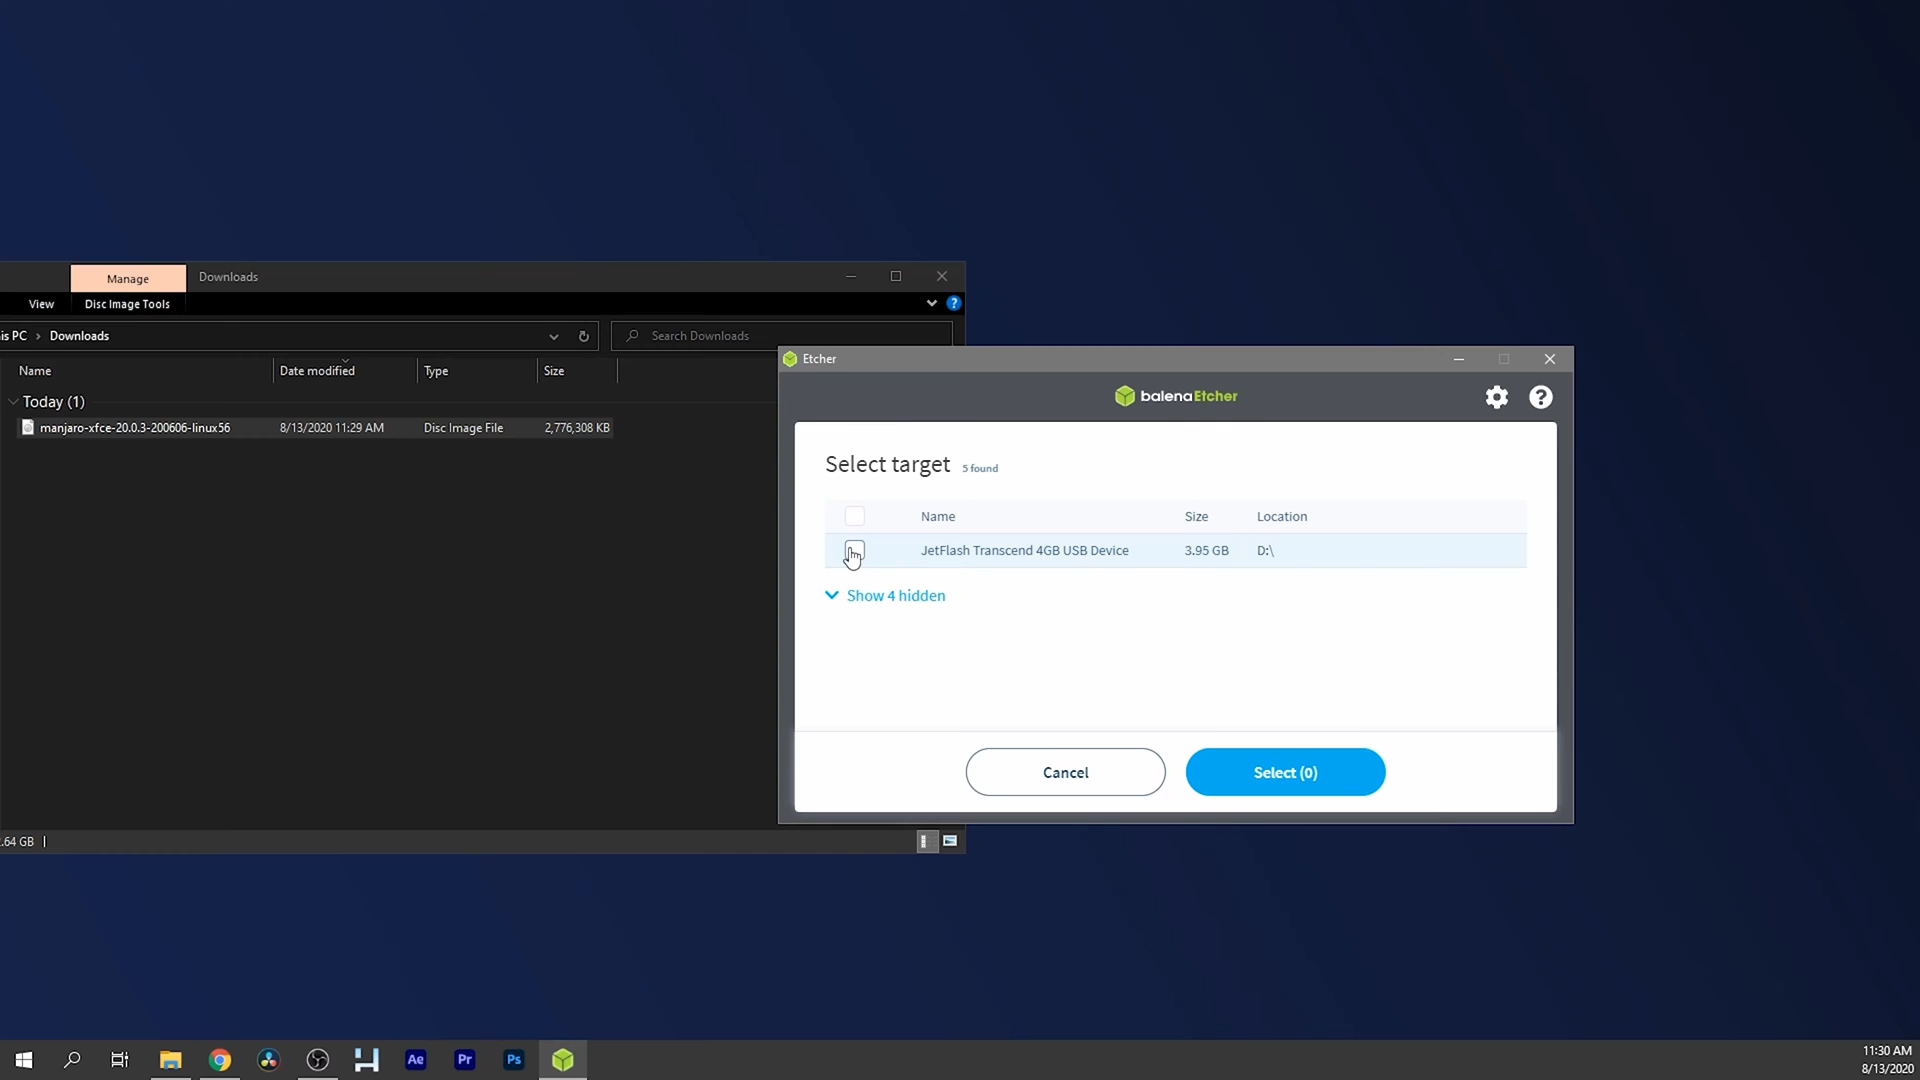 Manage
Downloads
View
Disc Image Tools
is PC › Downloads
Search Downloads
Name Date modified Type Size
Today (1)
manjaro-xfce-20.0.3-200606-linux56 8/13/2020 11:29 AM Disc Image File 2,776,308 KB
.64 GB
Etcher
balenaEtcher
Select target 5 found
Name Size Location
JetFlash Transcend 4GB USB Device 3.95 GB D:\
Show 4 hidden
Cancel
Select (0)
Ae
Pr
Ps
11:30 AM
8/13/2020